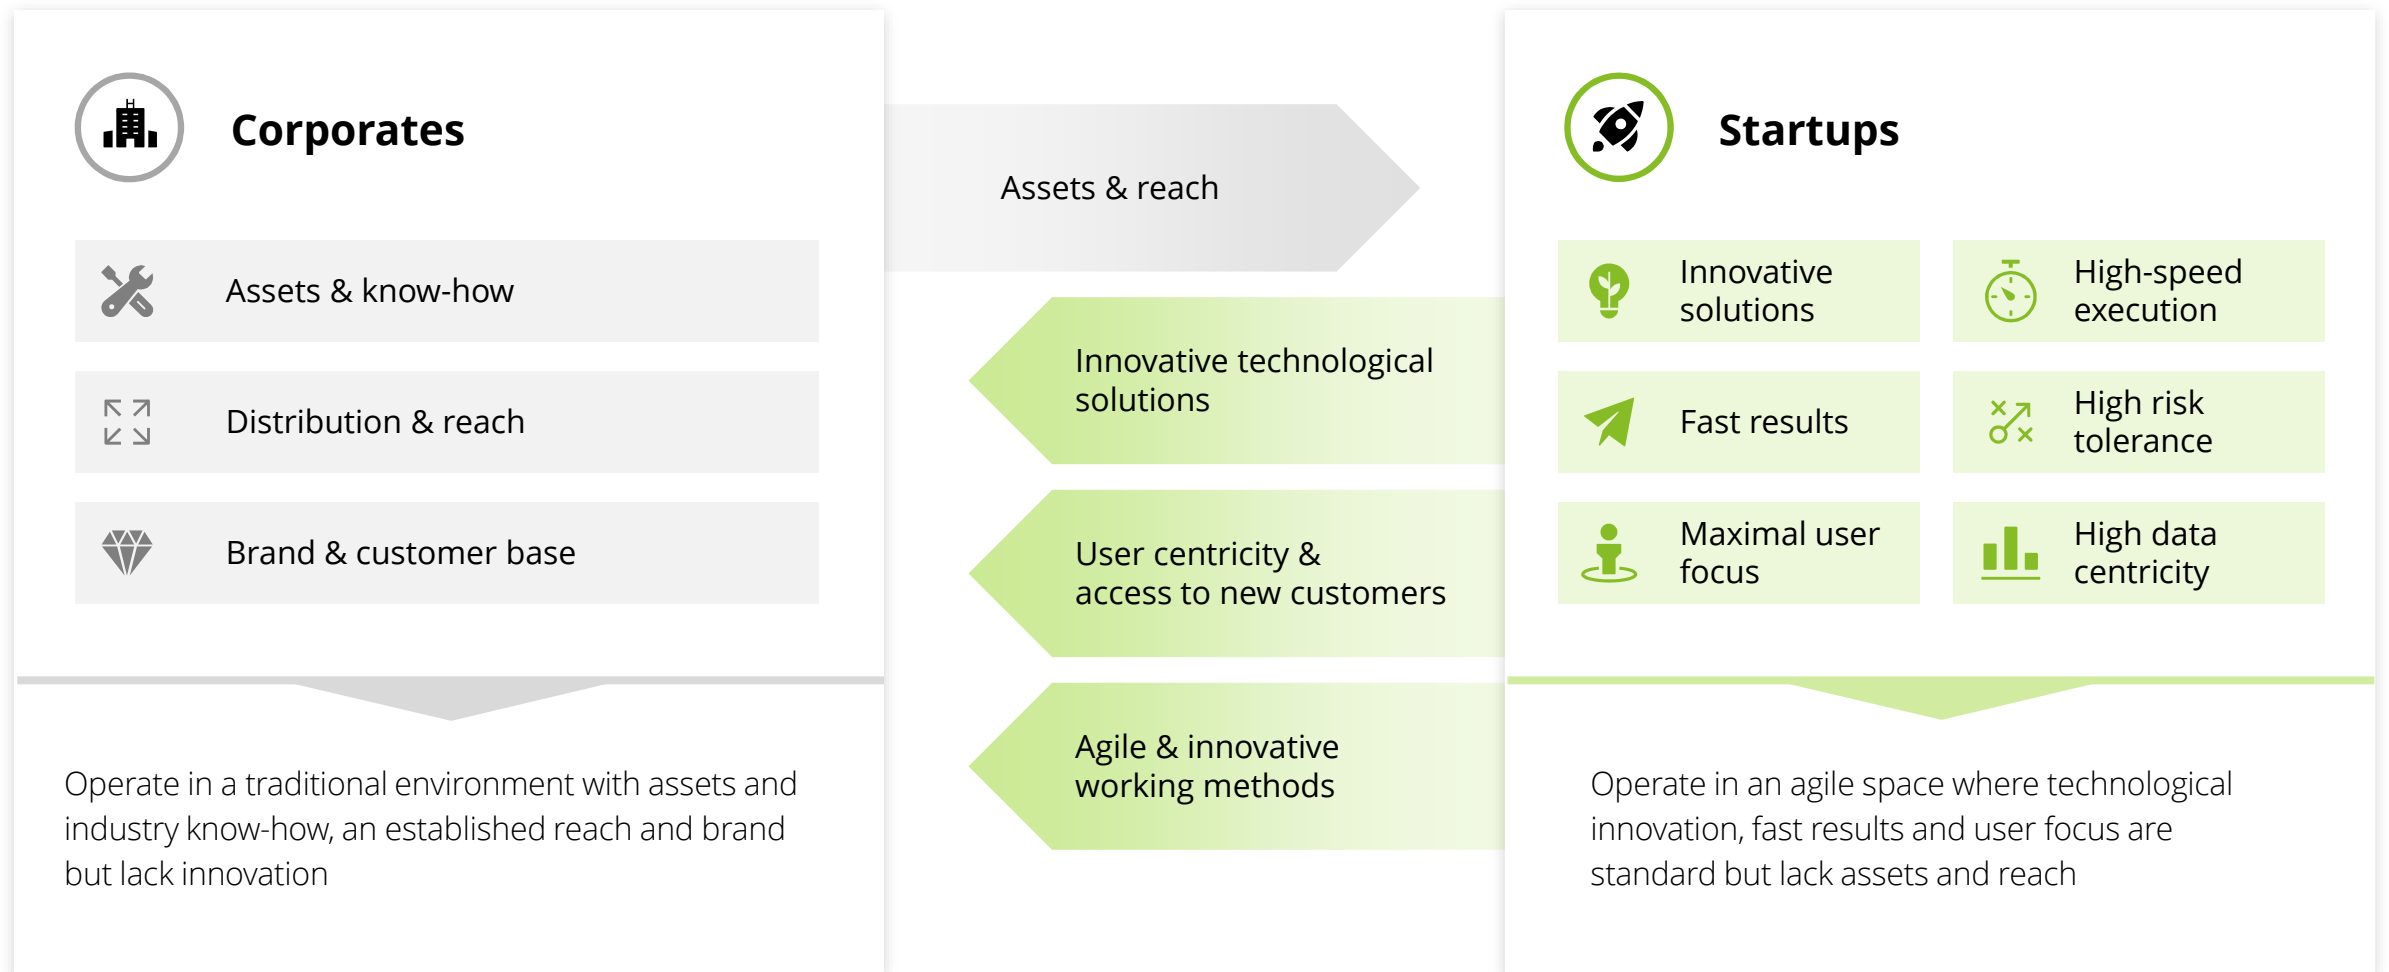 Corporates
Assets & know-how
Distribution & reach
Brand & customer base
Operate in a traditional environment with assets and
industry know-how, an established reach and brand
but lack innovation
Assets & reach
Innovative technological
solutions
User centricity &
access to new customers
Agile & innovative
working methods
Startups
Innovative
solutions
High-speed
execution
Fast results
High risk
tolerance
Maximal user
focus
High data
centricity
Operate in an agile space where technological
innovation, fast results and user focus are
standard but lack assets and reach